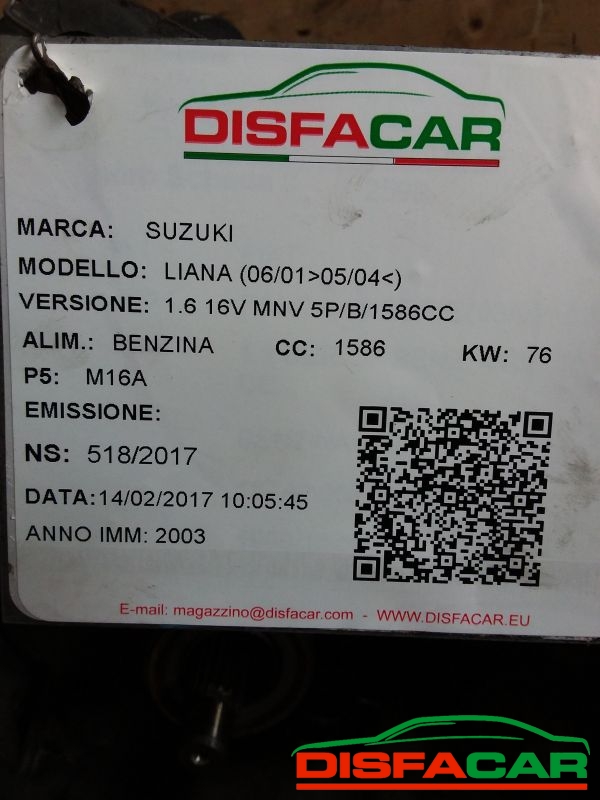 DISFACAR
MARCA: SUZUKI
MODELLO: LIANA (06/01>05/04<)
VERSIONE: 1.6 16V MNV 5P/B/1586CC
ALIM.: BENZINA CC: 1586 KW: 76
P5: M16A
EMISSIONE:
NS: 518/2017
DATA:14/02/2017 10:05:45
ANNO IMM: 2003
E-mail: magazzino@disfacar.com - WWW.DISFACAR.EU
DISFACAR